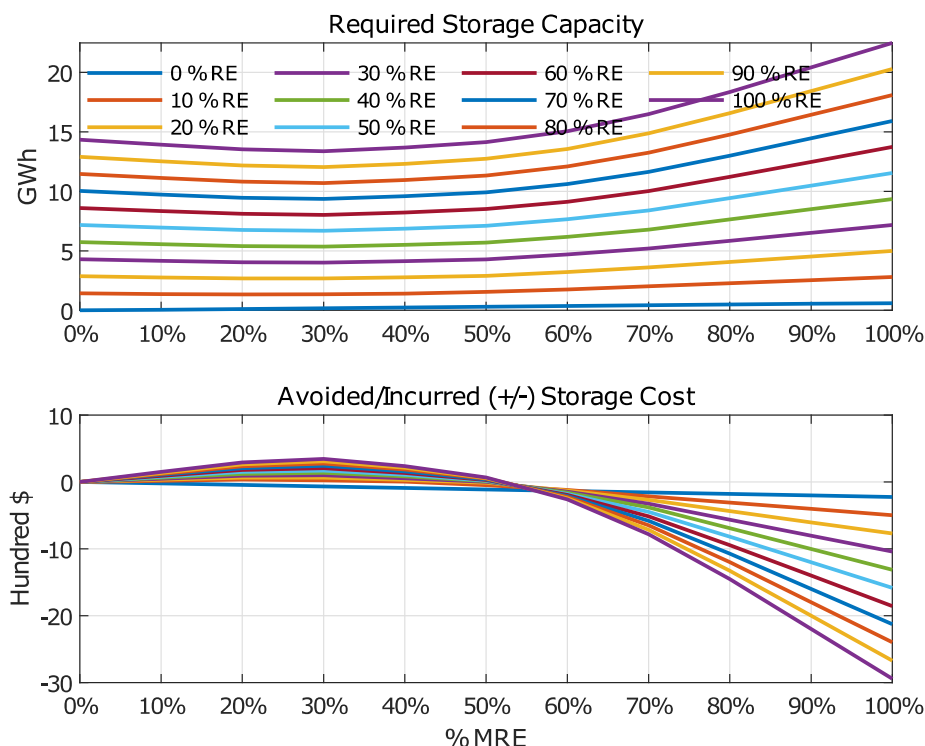 Required Storage Capacity
GWh
20
15
10
5
0
0 % RE 30 % RE 60 % RE 90 % RE
10 % RE 40 % RE 70 % RE 100 % RE
20 % RE 50 % RE 80 % RE
0% 10% 20% 30% 40% 50% 60% 70% 80% 90% 100%
Avoided/Incurred (+/-) Storage Cost
Hundred $
10
0
-10
-20
-30
0% 10% 20% 30% 40% 50% 60% 70% 80% 90% 100%
% MRE